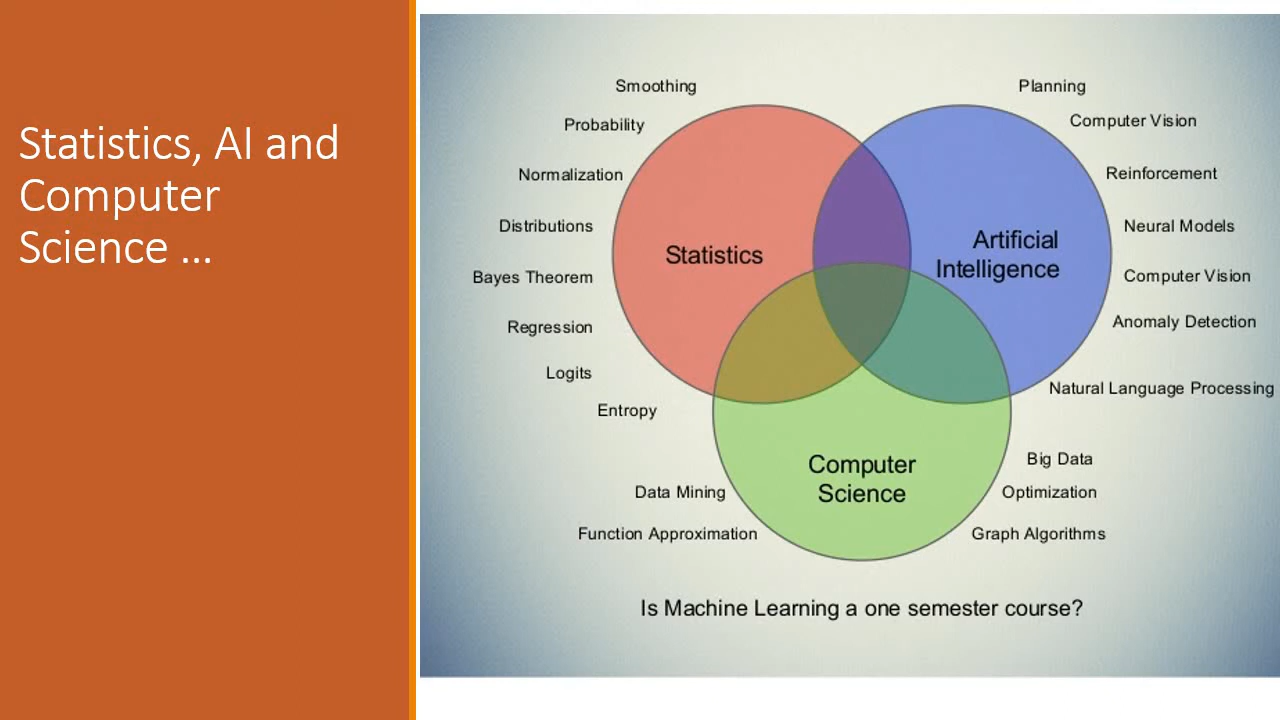 Statistics, AI and
Computer
Science ...
Smoothing
Probability
Normalization
Distributions
Bayes Theorem
Regression
Logits
Entropy
Statistics
Planning
Computer Vision
Reinforcement
Neural Models
Computer Vision
Anomaly Detection
Natural Language Processing
Artificial
Intelligence
Computer
Science
Data Mining
Function Approximation
Big Data
Optimization
Graph Algorithms
Is Machine Learning a one semester course?